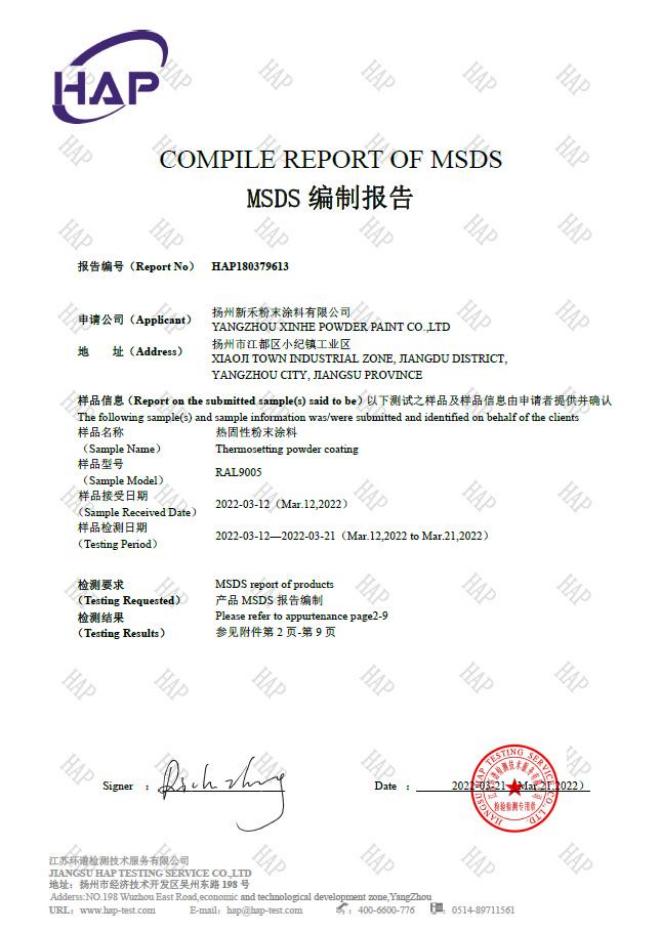 HAP
COMPILE REPORT OF MSDS
MSDS 编制报告
报告编号（Report No） HAP180379613
申请公司（Applicant） 扬州新禾粉末涂料有限公司
YANGZHOU XINHE POWDER PAINT CO.,LTD
地 址（Address） 扬州市江都区小纪镇工业区
XIAOJI TOWN INDUSTRIAL ZONE, JIANGDU DISTRICT,
YANGZHOU CITY, JIANGSU PROVINCE
样品信息（Report on the submitted sample(s) said to be）以下测试之样品及样品信息由申请者提供并确认
The following sample(s) and sample information was/were submitted and identified on behalf of the clients
样品名称 热固性粉末涂料
（Sample Name） Thermosetting powder coating
样品型号
（Sample Model） RAL9005
样品接受日期
（Sample Received Date） 2022-03-12（Mar.12,2022）
样品检测日期
（Testing Period） 2022-03-12—2022-03-21（Mar.12,2022 to Mar.21,2022）
检测要求 MSDS report of products
（Testing Requested） 产品 MSDS 报告编制
检测结果 Please refer to appurtenance page2-9
（Testing Results） 参见附件第 2 页-第 9 页
Signer ： Rich zhang
Date ： 2022-03-21（Mar.21,2022）
JIANGSU HAP TESTING SERVICE CO.,LTD.
检验检测专用章
江苏环谱检测技术服务有限公司
JIANGSU HAP TESTING SERVICE CO.,LTD
地址：扬州市经济技术开发区吴州东路 198 号
Adderss:NO.198 Wuzhou East Road,economic and technological development zone,YangZhou
URL：www.hap-test.com E-mail：hap@hap-test.com ：400-6600-776 ：0514-89711561